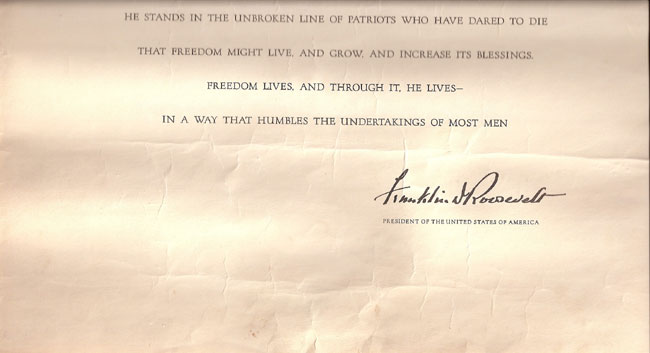 HE STANDS IN THE UNBROKEN LINE OF PATRIOTS WHO HAVE DARED TO DIE
THAT FREEDOM MIGHT LIVE, AND GROW, AND INCREASE ITS BLESSINGS.
FREEDOM LIVES, AND THROUGH IT, HE LIVES—
IN A WAY THAT HUMBLES THE UNDERTAKINGS OF MOST MEN
Franklin D Roosevelt
PRESIDENT OF THE UNITED STATES OF AMERICA